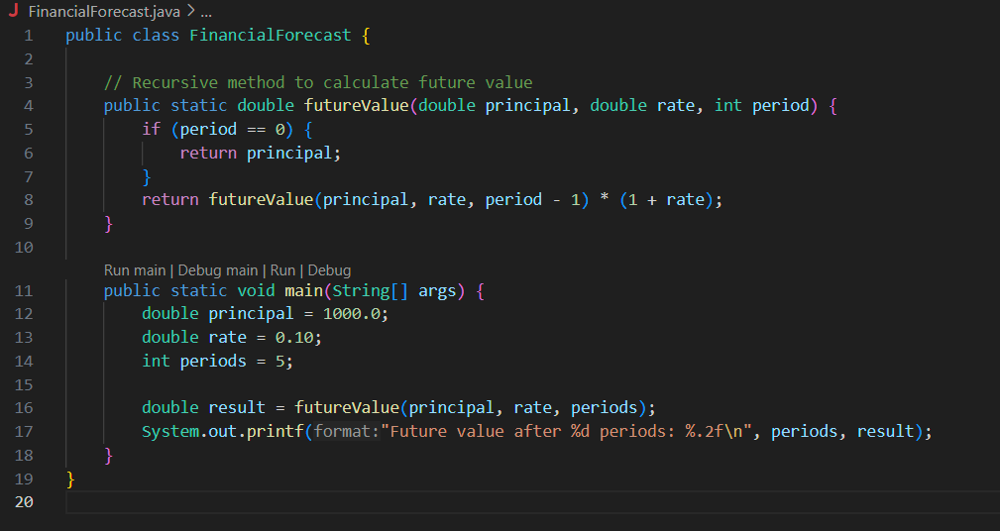 J FinancialForecast.java > ...
1 public class FinancialForecast {
2
3 // Recursive method to calculate future value
4 public static double futureValue(double principal, double rate, int period) {
5 if (period == 0) {
6 return principal;
7 }
8 return futureValue(principal, rate, period - 1) * (1 + rate);
9 }
10
Run main | Debug main | Run | Debug
11 public static void main(String[] args) {
12 double principal = 1000.0;
13 double rate = 0.10;
14 int periods = 5;
15
16 double result = futureValue(principal, rate, periods);
17 System.out.printf(format:"Future value after %d periods: %.2f\n", periods, result);
18 }
19 }
20